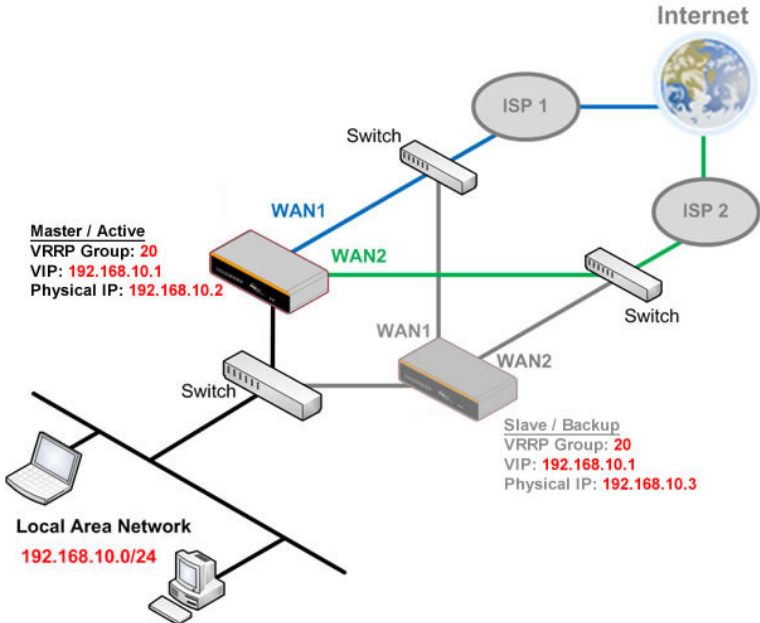 Internet
ISP 1
Switch
WAN1
ISP 2
Master / Active
VRRP Group: 20
VIP: 192.168.10.1
Physical IP: 192.168.10.2
WAN2
Switch
WAN1
WAN2
Switch
Slave / Backup
VRRP Group: 20
VIP: 192.168.10.1
Physical IP: 192.168.10.3
Local Area Network
192.168.10.0/24